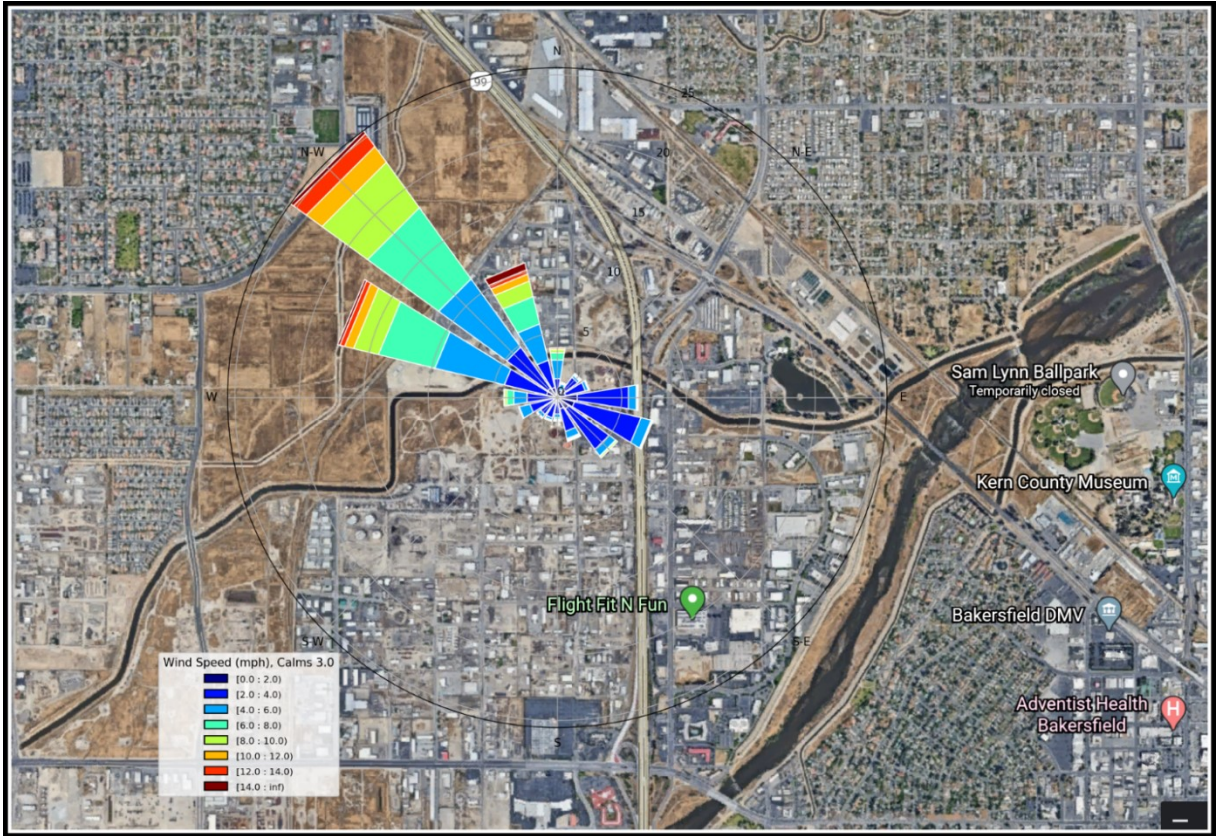 N
99
25
N-W
20
N-E
15
10
5
0
W
E
Sam Lynn Ballpark
Temporarily closed
Kern County Museum
Flight Fit N Fun
Bakersfield DMV
S-W
S-E
Wind Speed (mph), Calms 3.0
[0.0 : 2.0)
[2.0 : 4.0)
[4.0 : 6.0)
[6.0 : 8.0)
[8.0 : 10.0)
[10.0 : 12.0)
[12.0 : 14.0)
[14.0 : inf)
Adventist Health
Bakersfield
H
S